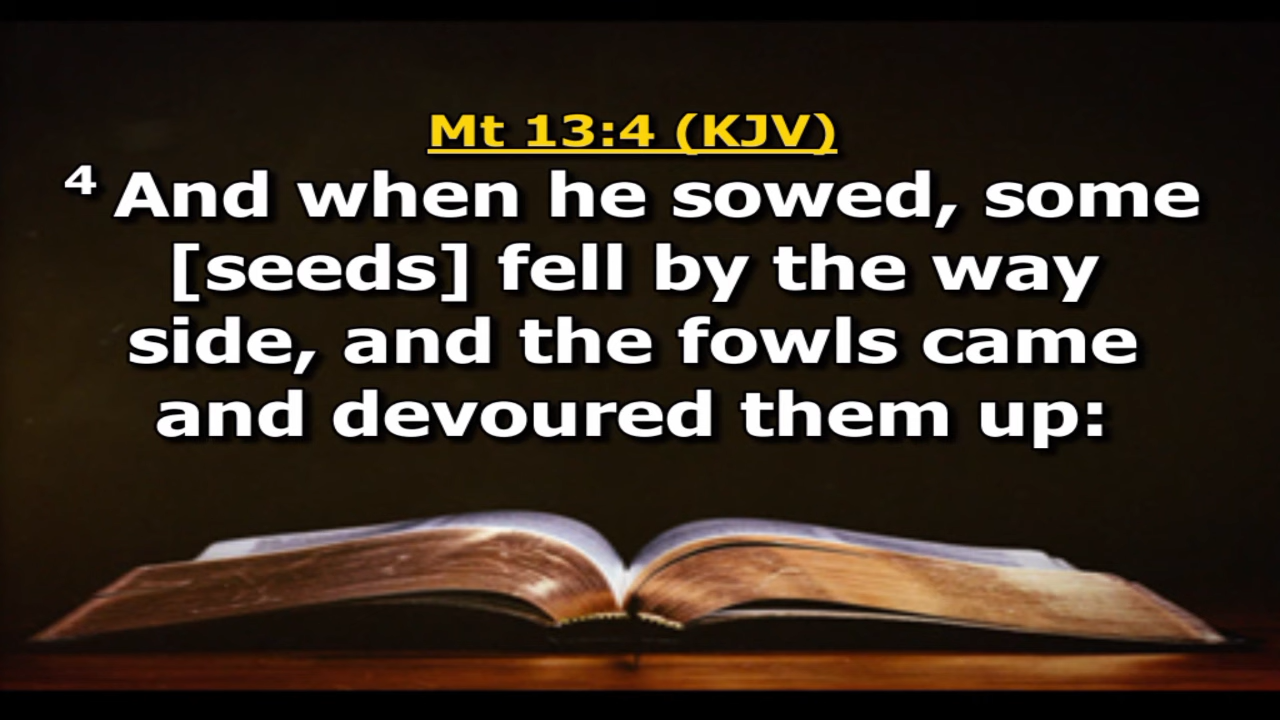 Mt 13:4 (KJV)
4 And when he sowed, some
[seeds] fell by the way
side, and the fowls came
and devoured them up: